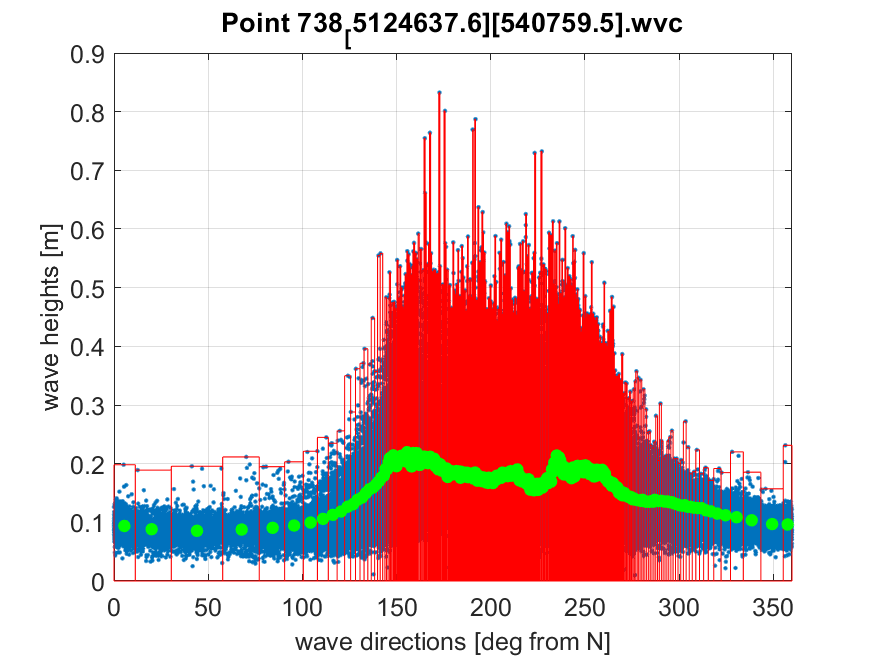 Point 738[5124637.6][540759.5].wvc
0.9
0.8
0.7
0.6
0.5
0.4
0.3
0.2
0.1
0
wave heights [m]
0 50 100 150 200 250 300 350
wave directions [deg from N]